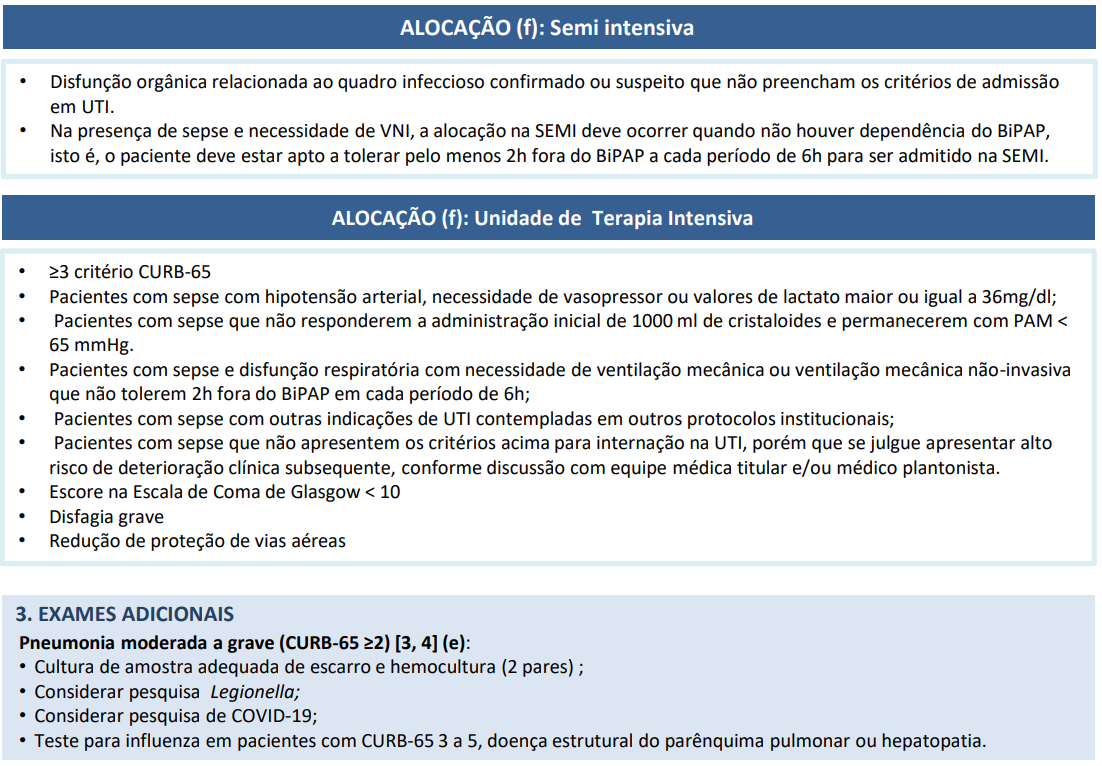 ALOCAÇÃO (f): Semi intensiva
• Disfunção orgânica relacionada ao quadro infeccioso confirmado ou suspeito que não preencham os critérios de admissão
em UTI.
• Na presença de sepse e necessidade de VNI, a alocação na SEMI deve ocorrer quando não houver dependência do BiPAP,
isto é, o paciente deve estar apto a tolerar pelo menos 2h fora do BiPAP a cada período de 6h para ser admitido na SEMI.
ALOCAÇÃO (f): Unidade de Terapia Intensiva
• ≥3 critério CURB-65
• Pacientes com sepse com hipotensão arterial, necessidade de vasopressor ou valores de lactato maior ou igual a 36mg/dl;
• Pacientes com sepse que não responderem a administração inicial de 1000 ml de cristaloides e permanecerem com PAM <
65 mmHg.
• Pacientes com sepse e disfunção respiratória com necessidade de ventilação mecânica ou ventilação mecânica não-invasiva
que não tolerem 2h fora do BiPAP em cada período de 6h;
• Pacientes com sepse com outras indicações de UTI contempladas em outros protocolos institucionais;
• Pacientes com sepse que não apresentem os critérios acima para internação na UTI, porém que se julgue apresentar alto
risco de deterioração clínica subsequente, conforme discussão com equipe médica titular e/ou médico plantonista.
• Escore na Escala de Coma de Glasgow < 10
• Disfagia grave
• Redução de proteção de vias aéreas
3. EXAMES ADICIONAIS
Pneumonia moderada a grave (CURB-65 ≥2) [3, 4] (e):
• Cultura de amostra adequada de escarro e hemocultura (2 pares) ;
• Considerar pesquisa Legionella;
• Considerar pesquisa de COVID-19;
• Teste para influenza em pacientes com CURB-65 3 a 5, doença estrutural do parênquima pulmonar ou hepatopatia.